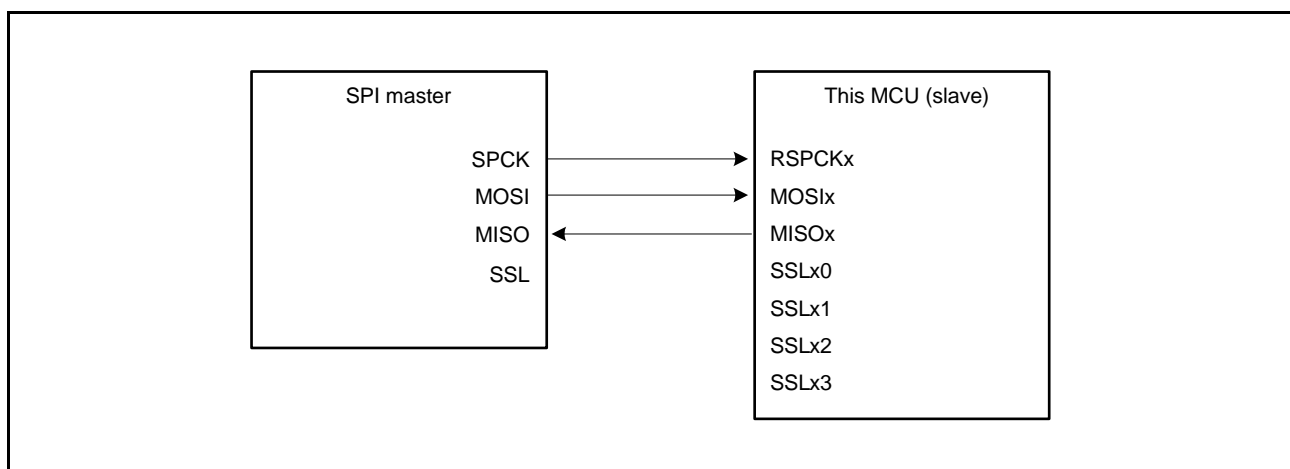 SPI master
SPCK
MOSI
MISO
SSL
This MCU (slave)
RSPCKx
MOSIx
MISOx
SSLx0
SSLx1
SSLx2
SSLx3